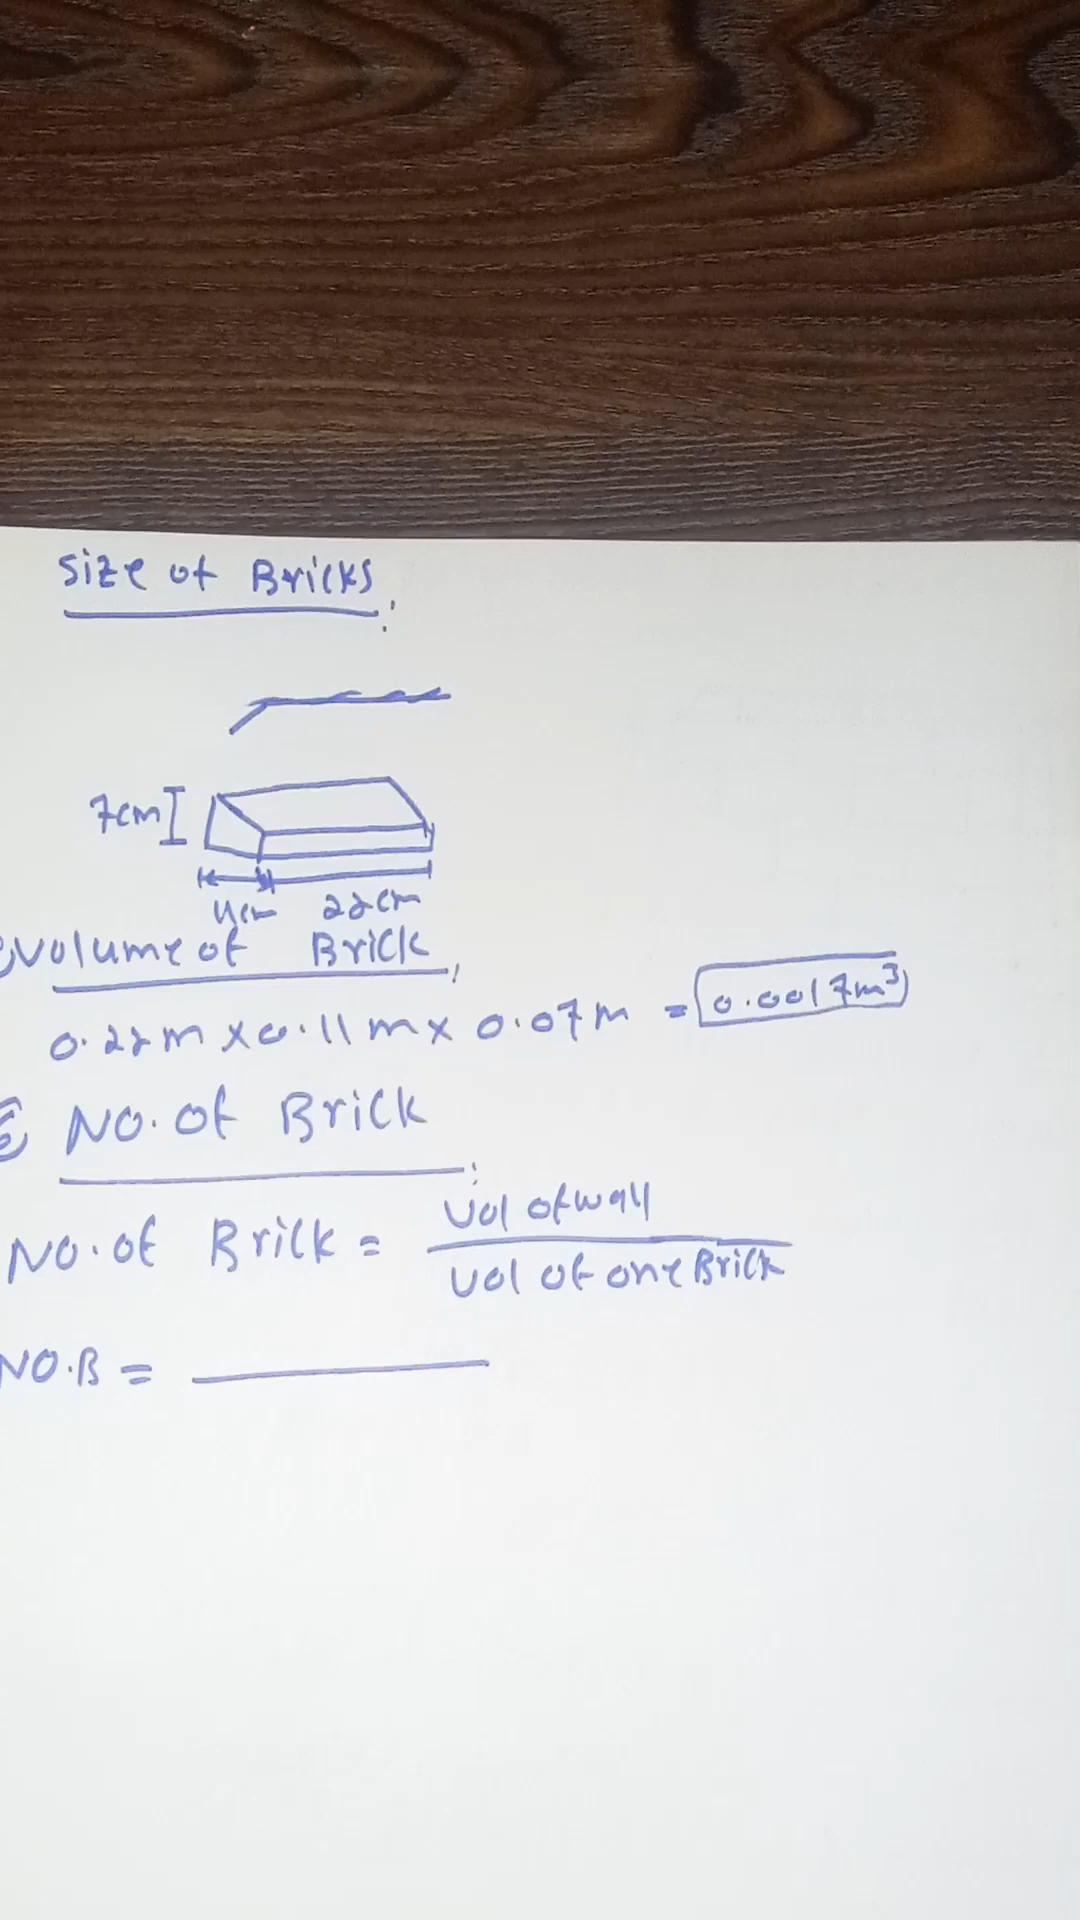 Size of Bricks:
7cm
11cm 22cm
Volume of Brick,
0.22m x 0.11m x 0.07m = 0.0017m³
No. of Brick:
No. of Brick = Vol of wall
Vol of one Brick
No.B =